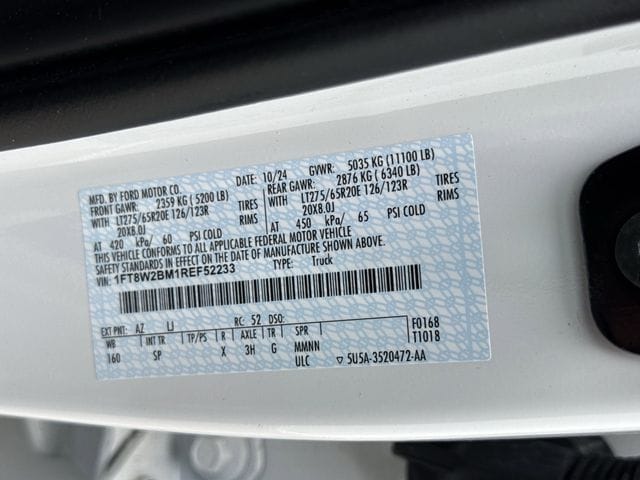 MFD. BY FORD MOTOR CO.
DATE: 10/24 GVWR: 5035 KG (11100 LB)
FRONT GAWR: 2359 KG ( 5200 LB)
REAR GAWR: 2876 KG ( 6340 LB)
WITH LT275/65R20E 126/123R TIRES
WITH LT275/65R20E 126/123R TIRES
20X8.0J RIMS
20X8.0J RIMS
AT 420 kPa/ 60 PSI COLD
AT 450 kPa/ 65 PSI COLD
THIS VEHICLE CONFORMS TO ALL APPLICABLE FEDERAL MOTOR VEHICLE
SAFETY STANDARDS IN EFFECT ON THE DATE OF MANUFACTURE SHOWN ABOVE.
VIN: 1FT8W2BM1REF52233 TYPE: Truck
EXT PNT: AZ LJ RC: 52 DSO: F0168
WB INT TR TP/PS R AXLE TR SPR T1018
160 SP X 3H G MMNN
ULC ▽ 5U5A-3520472-AA